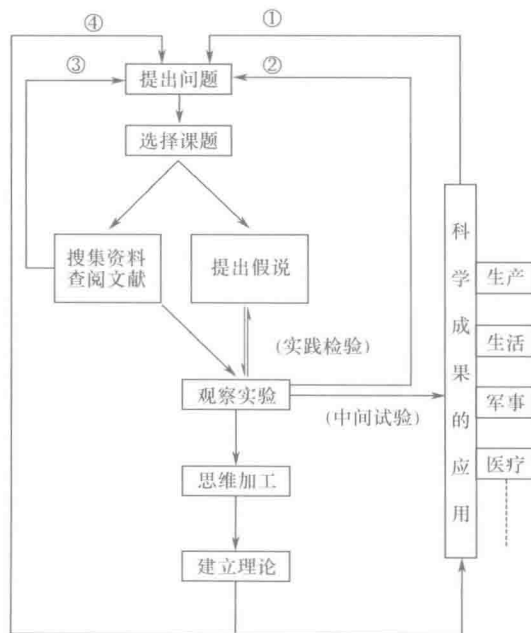 ④
①
③
②
提出问题
选择课题
搜集资料
查阅文献
提出假说
(实践检验)
观察实验
(中间试验)
思维加工
建立理论
科学成果的应用
生产
生活
军事
医疗